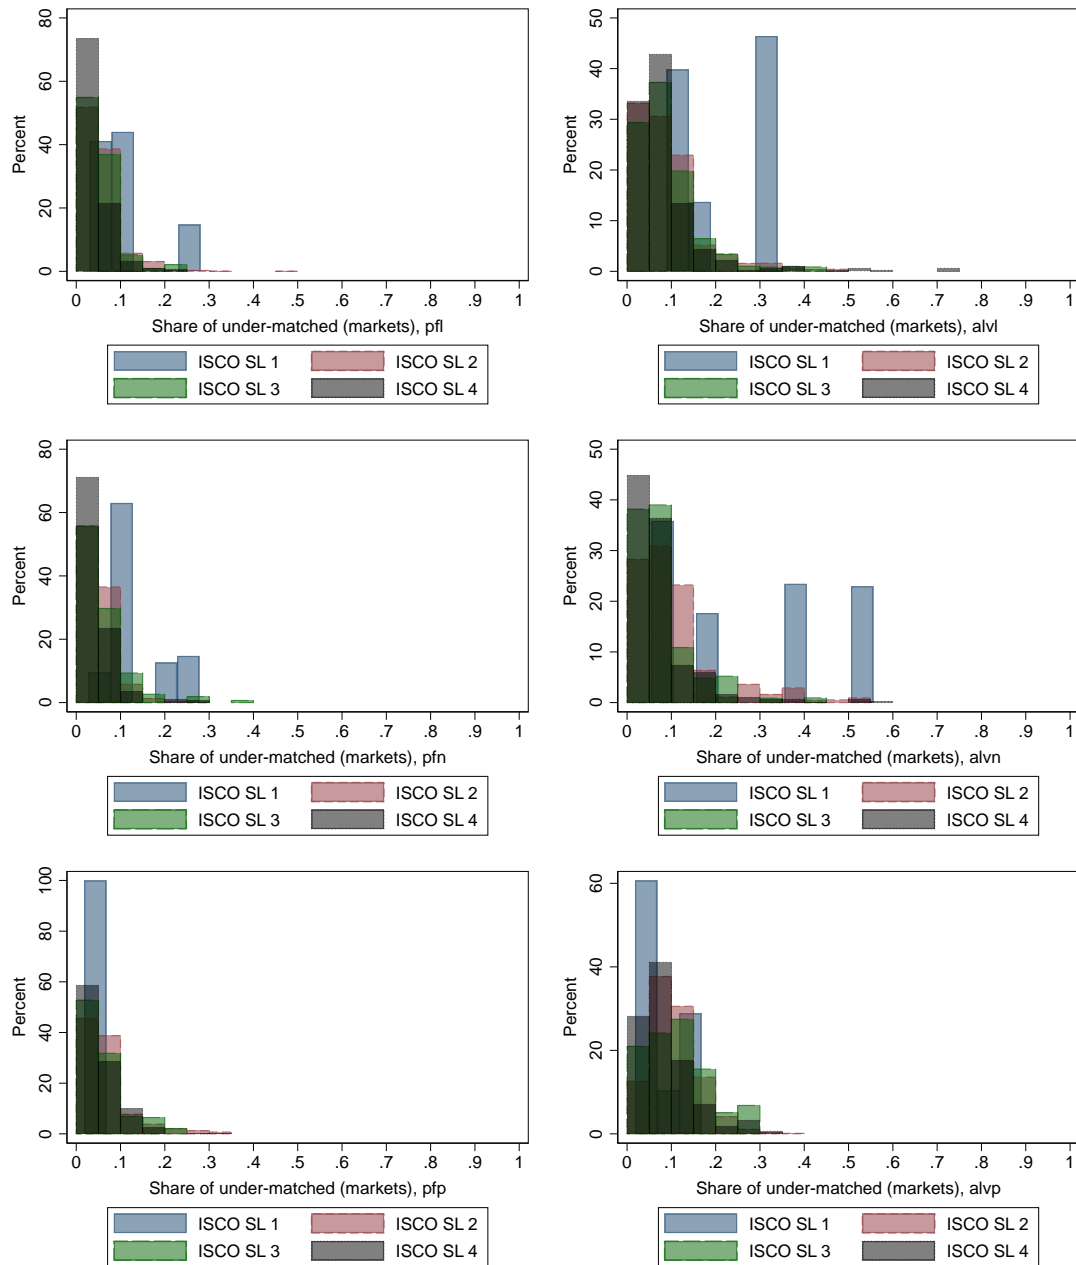 80
60
40
20
0
Percent
0 .1 .2 .3 .4 .5 .6 .7 .8 .9 1
Share of under-matched (markets), pfl
ISCO SL 1 ISCO SL 2
ISCO SL 3 ISCO SL 4
50
40
30
20
10
0
Percent
0 .1 .2 .3 .4 .5 .6 .7 .8 .9 1
Share of under-matched (markets), alvl
ISCO SL 1 ISCO SL 2
ISCO SL 3 ISCO SL 4
80
60
40
20
0
Percent
0 .1 .2 .3 .4 .5 .6 .7 .8 .9 1
Share of under-matched (markets), pfn
ISCO SL 1 ISCO SL 2
ISCO SL 3 ISCO SL 4
50
40
30
20
10
0
Percent
0 .1 .2 .3 .4 .5 .6 .7 .8 .9 1
Share of under-matched (markets), alvn
ISCO SL 1 ISCO SL 2
ISCO SL 3 ISCO SL 4
100
80
60
40
20
0
Percent
0 .1 .2 .3 .4 .5 .6 .7 .8 .9 1
Share of under-matched (markets), pfp
ISCO SL 1 ISCO SL 2
ISCO SL 3 ISCO SL 4
60
40
20
0
Percent
0 .1 .2 .3 .4 .5 .6 .7 .8 .9 1
Share of under-matched (markets), alvp
ISCO SL 1 ISCO SL 2
ISCO SL 3 ISCO SL 4